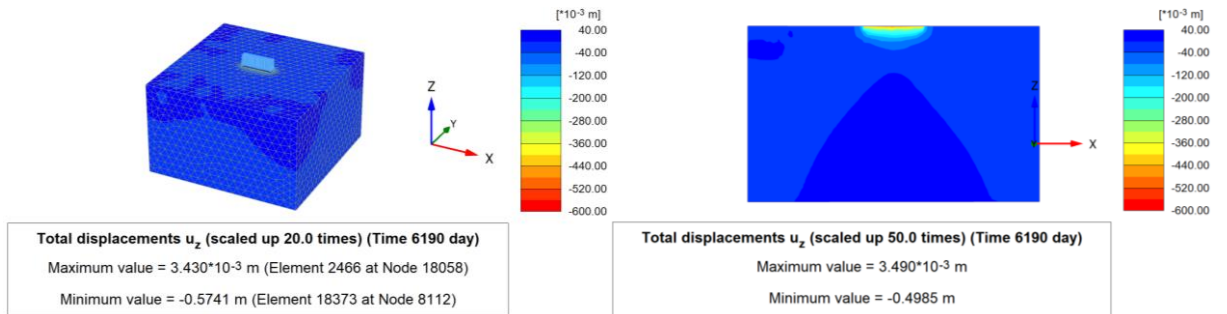 [*10⁻³ m]
40.00
-40.00
-120.00
-200.00
-280.00
-360.00
-440.00
-520.00
-600.00
Z
Y
X
Total displacements uz (scaled up 20.0 times) (Time 6190 day)
Maximum value = 3.430*10⁻³ m (Element 2466 at Node 18058)
Minimum value = -0.5741 m (Element 18373 at Node 8112)
[*10⁻³ m]
40.00
-40.00
-120.00
-200.00
-280.00
-360.00
-440.00
-520.00
-600.00
Z
X
Total displacements uz (scaled up 50.0 times) (Time 6190 day)
Maximum value = 3.490*10⁻³ m
Minimum value = -0.4985 m